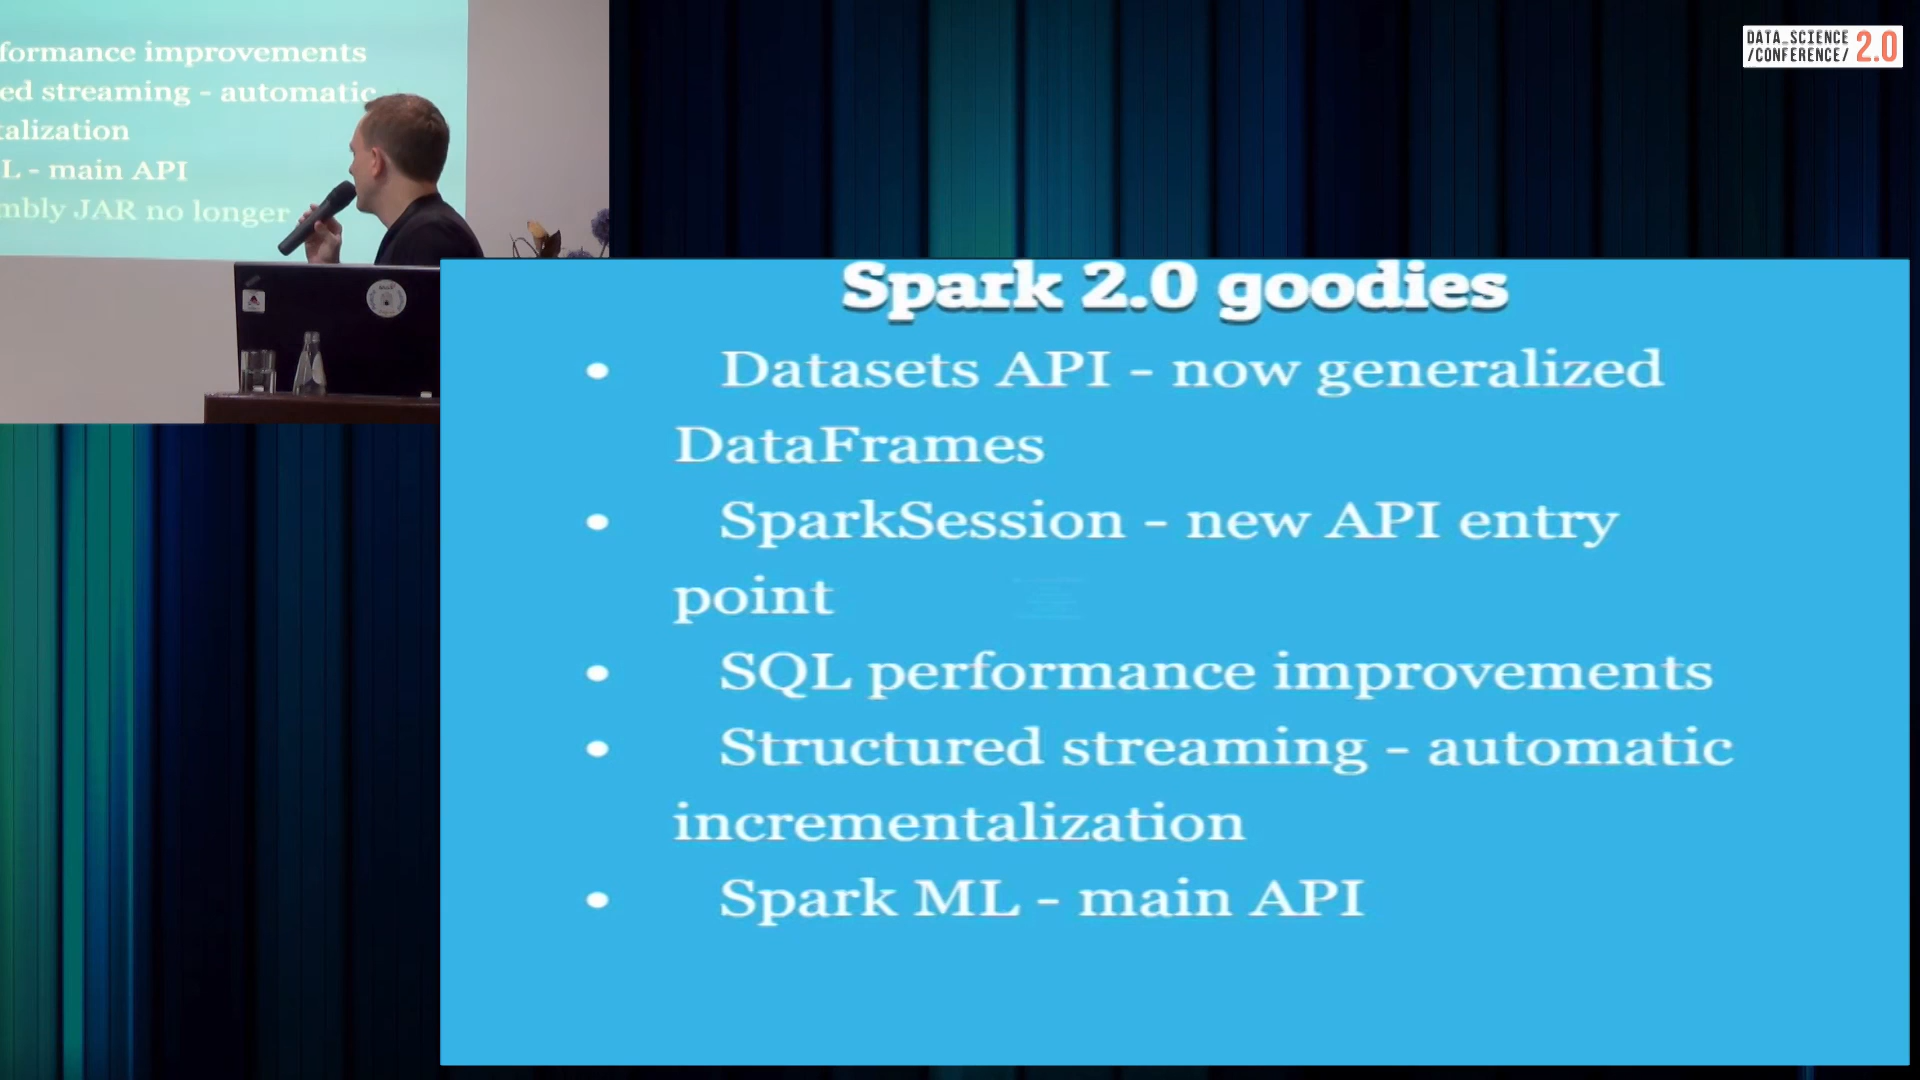 formance improvements
ed streaming - automatic
talization
L - main API
mbly JAR no longer
DATA_SCIENCE
/CONFERENCE/ 2.0
Spark 2.0 goodies
• Datasets API - now generalized
DataFrames
• SparkSession - new API entry
point
• SQL performance improvements
• Structured streaming - automatic
incrementalization
• Spark ML - main API